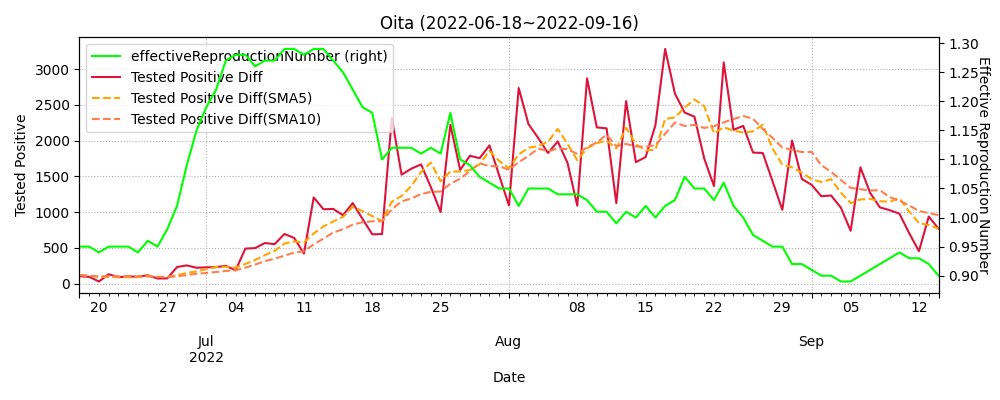 Oita (2022-06-18~2022-09-16)
effectiveReproductionNumber (right)
Tested Positive Diff
Tested Positive Diff(SMA5)
Tested Positive Diff(SMA10)
Tested Positive
3000
2500
2000
1500
1000
500
0
1.30
1.25
1.20
1.15
1.10
1.05
1.00
0.95
0.90
Effective Reproduction Number
20 27 04 11 18 25 08 15 22 29 05 12
Jul Aug Sep
2022
Date